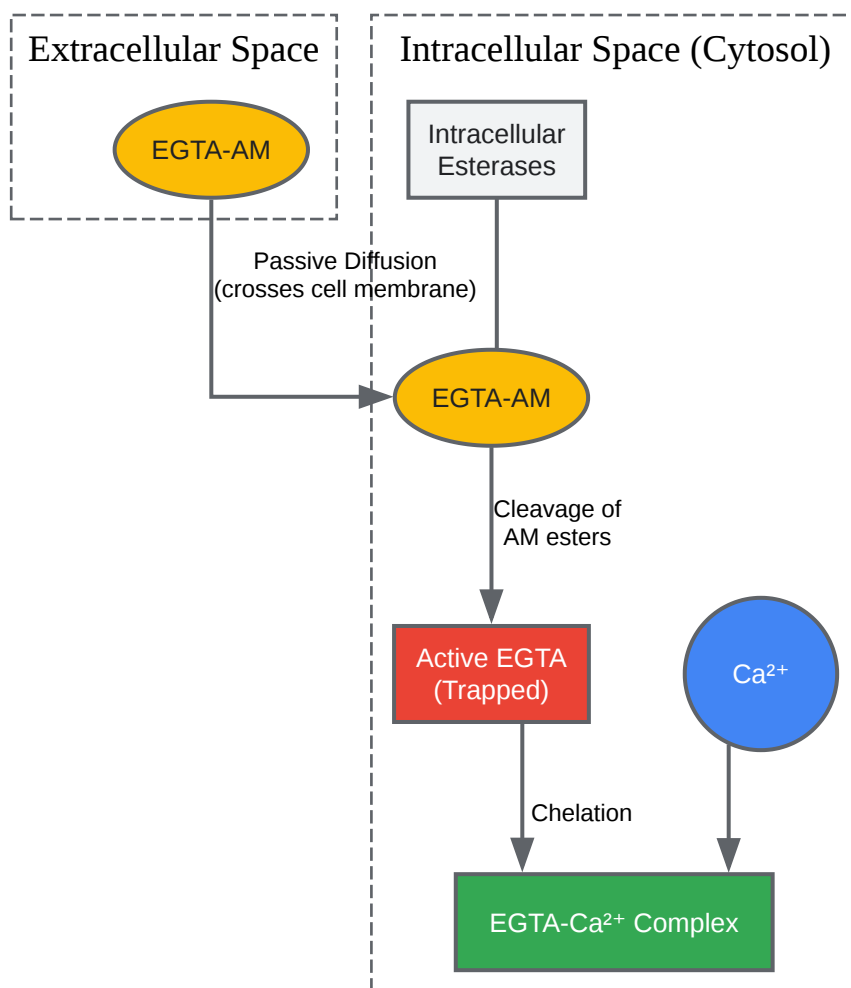 Extracellular Space
Intracellular Space (Cytosol)
EGTA-AM
Intracellular
Esterases
Passive Diffusion
(crosses cell membrane)
EGTA-AM
Cleavage of
AM esters
Active EGTA
(Trapped)
Ca²⁺
Chelation
EGTA-Ca²⁺ Complex